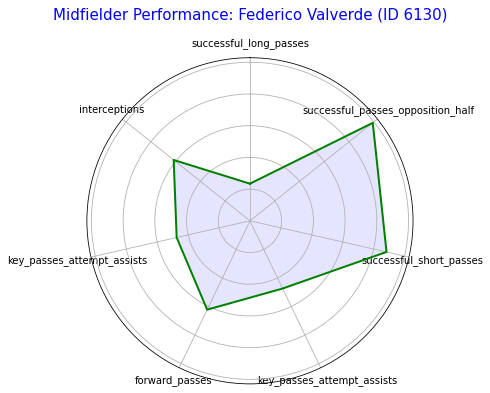 Midfielder Performance: Federico Valverde (ID 6130)
successful_long_passes
interceptions
successful_passes_opposition_half
key_passes_attempt_assists
successful_short_passes
forward_passes
key_passes_attempt_assists